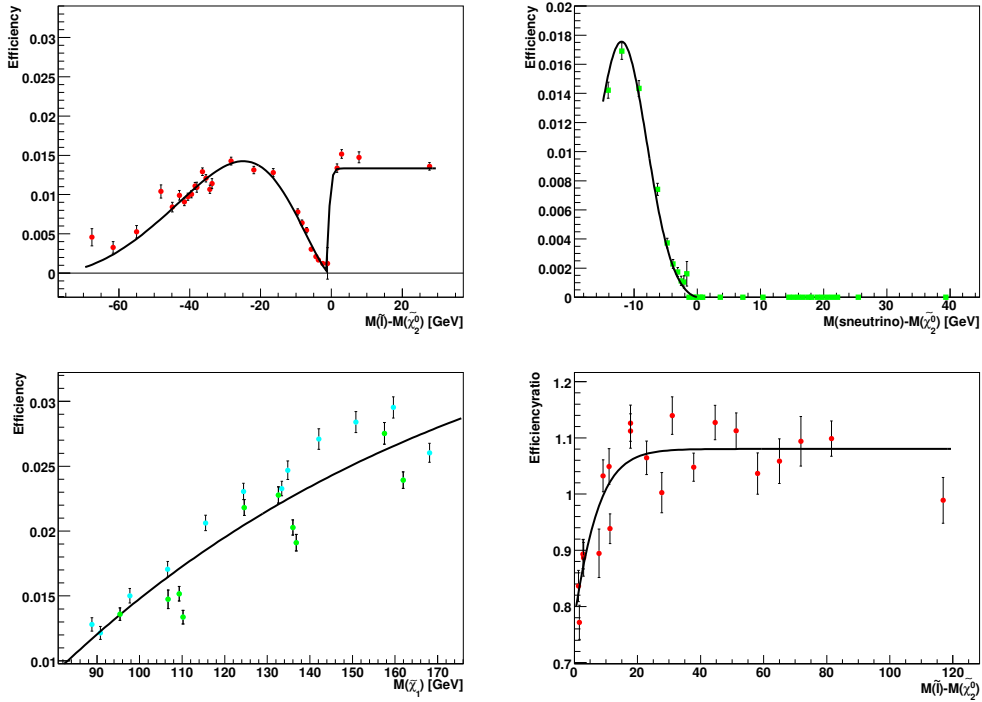 Efficiency
0.03
0.025
0.02
0.015
0.01
0.005
0
-60 -40 -20 0 20
M(l̃)-M(χ̃⁰₂) [GeV]
Efficiency
0.02
0.018
0.016
0.014
0.012
0.01
0.008
0.006
0.004
0.002
0
-10 0 10 20 30 40
M(sneutrino)-M(χ̃⁰₂) [GeV]
Efficiency
0.03
0.025
0.02
0.015
0.01
90 100 110 120 130 140 150 160 170
M(χ̃₁) [GeV]
Efficiencyratio
1.2
1.1
1
0.9
0.8
0.7
0 20 40 60 80 100 120
M(l̃)-M(χ̃⁰₂)